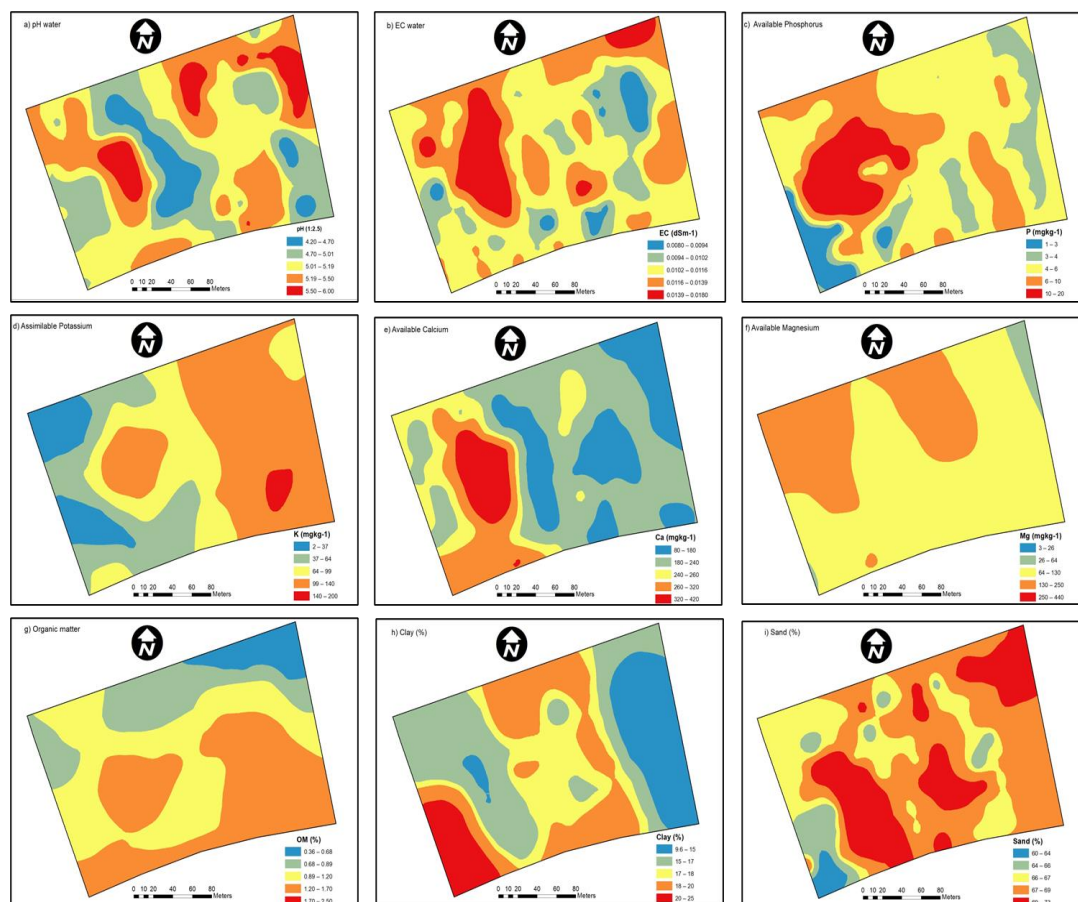 a) pH water
N
pH (1:2.5)
4.20 – 4.70
4.70 – 5.01
5.01 – 5.19
5.19 – 5.50
5.50 – 6.00
0 10 20 40 60 80
Meters
b) EC water
N
EC (dSm-1)
0.0080 – 0.0094
0.0094 – 0.0102
0.0102 – 0.0116
0.0116 – 0.0139
0.0139 – 0.0180
0 10 20 40 60 80
Meters
c) Available Phosphorus
N
P (mgkg-1)
1 – 3
3 – 4
4 – 6
6 – 10
10 – 20
0 10 20 40 60 80
Meters
d) Assimilable Potassium
N
K (mgkg-1)
2 – 37
37 – 64
64 – 99
99 – 140
140 – 200
0 10 20 40 60 80
Meters
e) Available Calcium
N
Ca (mgkg-1)
80 – 180
180 – 240
240 – 260
260 – 320
320 – 420
0 10 20 40 60 80
Meters
f) Available Magnesium
N
Mg (mgkg-1)
3 – 26
26 – 64
64 – 130
130 – 250
250 – 440
0 10 20 40 60 80
Meters
g) Organic matter
N
OM (%)
0.36 – 0.68
0.68 – 0.89
0.89 – 1.20
1.20 – 1.70
1.70 – 2.50
0 10 20 40 60 80
Meters
h) Clay (%)
N
Clay (%)
9.6 – 15
15 – 17
17 – 18
18 – 20
20 – 25
0 10 20 40 60 80
Meters
i) Sand (%)
N
Sand (%)
60 – 64
64 – 66
66 – 67
67 – 69
0 10 20 40 60 80
Meters